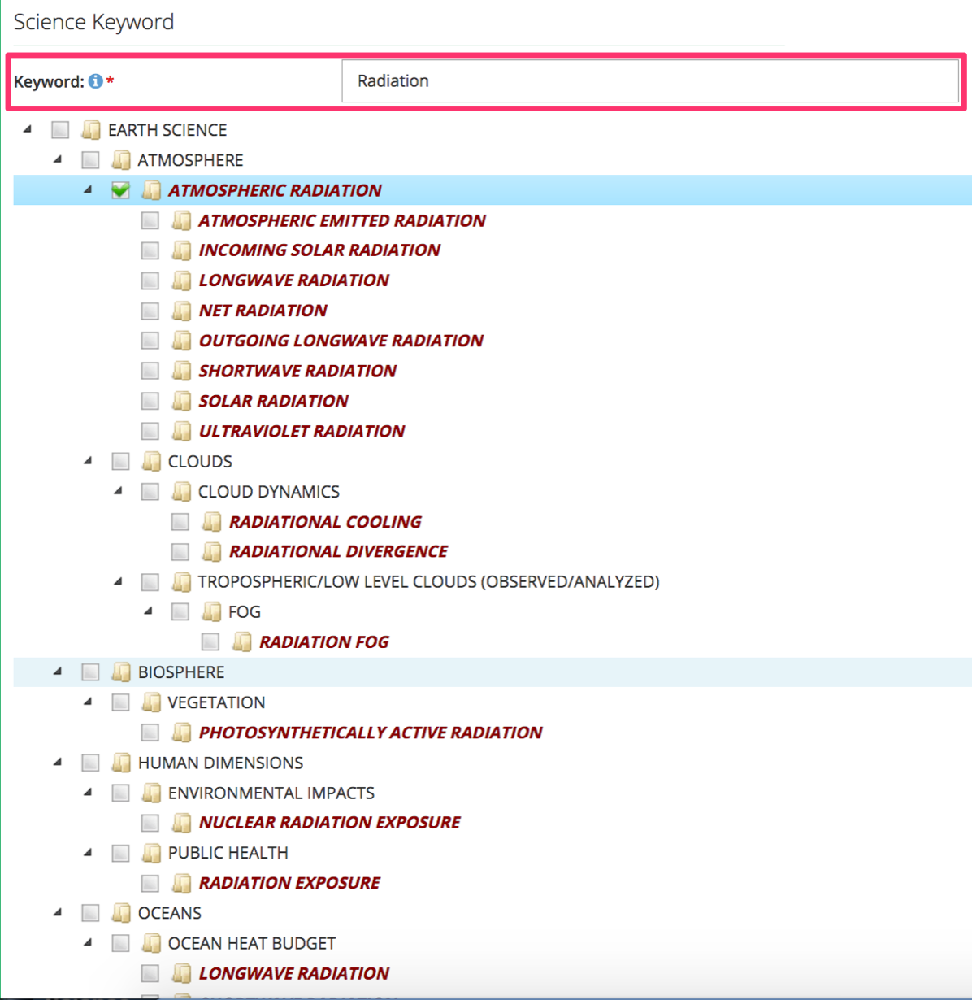 Science Keyword
Keyword: i * Radiation
EARTH SCIENCE
ATMOSPHERE
ATMOSPHERIC RADIATION
ATMOSPHERIC EMITTED RADIATION
INCOMING SOLAR RADIATION
LONGWAVE RADIATION
NET RADIATION
OUTGOING LONGWAVE RADIATION
SHORTWAVE RADIATION
SOLAR RADIATION
ULTRAVIOLET RADIATION
CLOUDS
CLOUD DYNAMICS
RADIATIONAL COOLING
RADIATIONAL DIVERGENCE
TROPOSPHERIC/LOW LEVEL CLOUDS (OBSERVED/ANALYZED)
FOG
RADIATION FOG
BIOSPHERE
VEGETATION
PHOTOSYNTHETICALLY ACTIVE RADIATION
HUMAN DIMENSIONS
ENVIRONMENTAL IMPACTS
NUCLEAR RADIATION EXPOSURE
PUBLIC HEALTH
RADIATION EXPOSURE
OCEANS
OCEAN HEAT BUDGET
LONGWAVE RADIATION